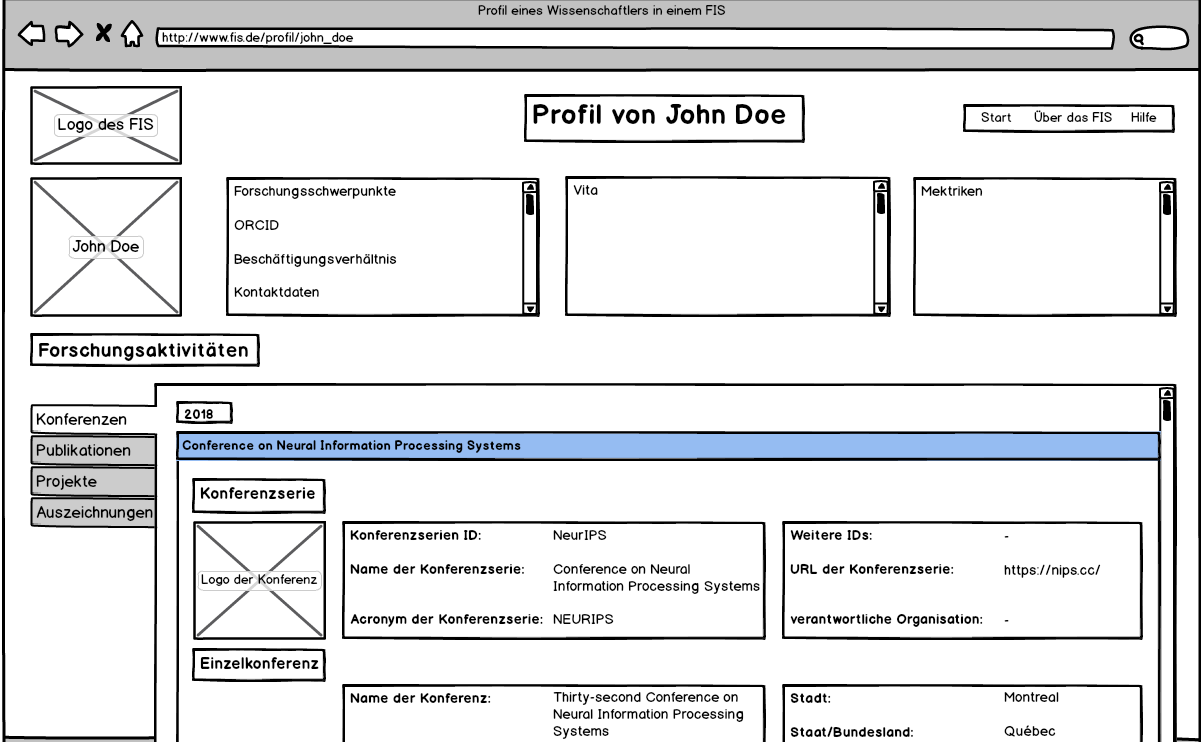 Profil eines Wissenschaftlers in einem FIS
http://www.fis.de/profil/john_doe
Logo des FIS
Profil von John Doe
Start Über das FIS Hilfe
John Doe
Forschungsschwerpunkte
ORCID
Beschäftigungsverhältnis
Kontaktdaten
Vita
Mektriken
Forschungsaktivitäten
Konferenzen
Publikationen
Projekte
Auszeichnungen
2018
Conference on Neural Information Processing Systems
Konferenzserie
Logo der Konferenz
Konferenzserien ID: NeurIPS
Name der Konferenzserie: Conference on Neural
Information Processing Systems
Acronym der Konferenzserie: NEURIPS
Weitere IDs: -
URL der Konferenzserie: https://nips.cc/
verantwortliche Organisation: -
Einzelkonferenz
Name der Konferenz: Thirty-second Conference on
Neural Information Processing
Systems
Stadt: Montreal
Staat/Bundesland: Québec